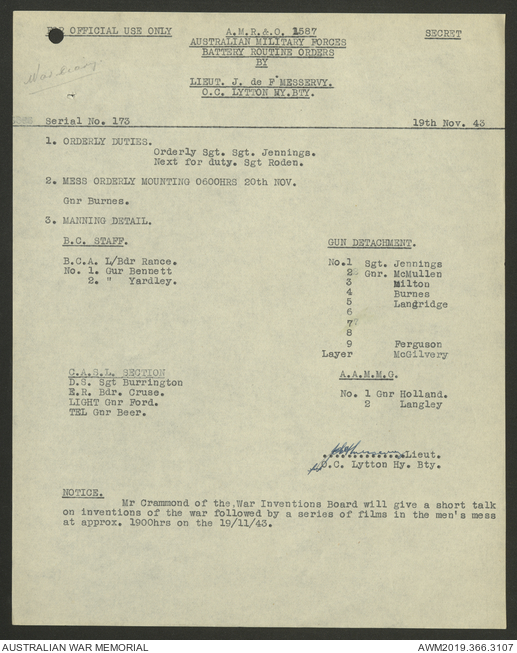 FOR OFFICIAL USE ONLY A.M.R.&.O. 1587 SECRET
AUSTRALIAN MILITARY FORCES
BATTERY ROUTINE ORDERS
BY
LIEUT. J. de F MESSERVY.
O.C. LYTTON HY.BTY.
Serial No. 173 19th Nov. 43
1. ORDERLY DUTIES.
Orderly Sgt. Sgt. Jennings.
Next for duty. Sgt Roden.
2. MESS ORDERLY MOUNTING 0600HRS 20th NOV.
Gnr Burnes.
3. MANNING DETAIL.
B.C. STAFF.
B.C.A. L/Bdr Rance.
No. 1. Gur Bennett
2. " Yardley.
GUN DETACHMENT.
No.1 Sgt. Jennings
2 Gnr. McMullen
3 Milton
4 Burnes
5 Langridge
6
7
8
9 Ferguson
Layer McGilvery
C.A.S.L. SECTION
D.S. Sgt Burrington
E.R. Bdr. Cruse.
LIGHT Gnr Ford.
TEL Gnr Beer.
A.A.M.M.G.
No. 1 Gnr Holland.
2 Langley
Lieut.
O.C. Lytton Hy. Bty.
NOTICE.
Mr Crammond of the War Inventions Board will give a short talk
on inventions of the war followed by a series of films in the men's mess
at approx. 1900hrs on the 19/11/43.
AUSTRALIAN WAR MEMORIAL AWM2019.366.3107